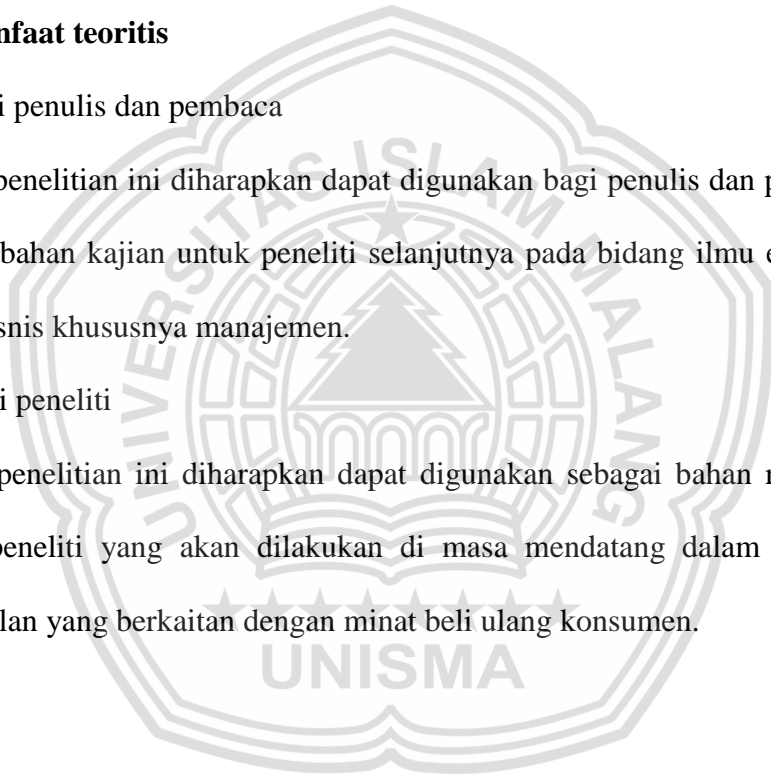 nfaat teoritis
i penulis dan pembaca
penelitian ini diharapkan dapat digunakan bagi penulis dan p
bahan kajian untuk peneliti selanjutnya pada bidang ilmu e
snis khususnya manajemen.
i peneliti
penelitian ini diharapkan dapat digunakan sebagai bahan
peneliti yang akan dilakukan di masa mendatang dalam
lan yang berkaitan dengan minat beli ulang konsumen.
UNIVERSITAS ISLAM MALANG
UNISMA